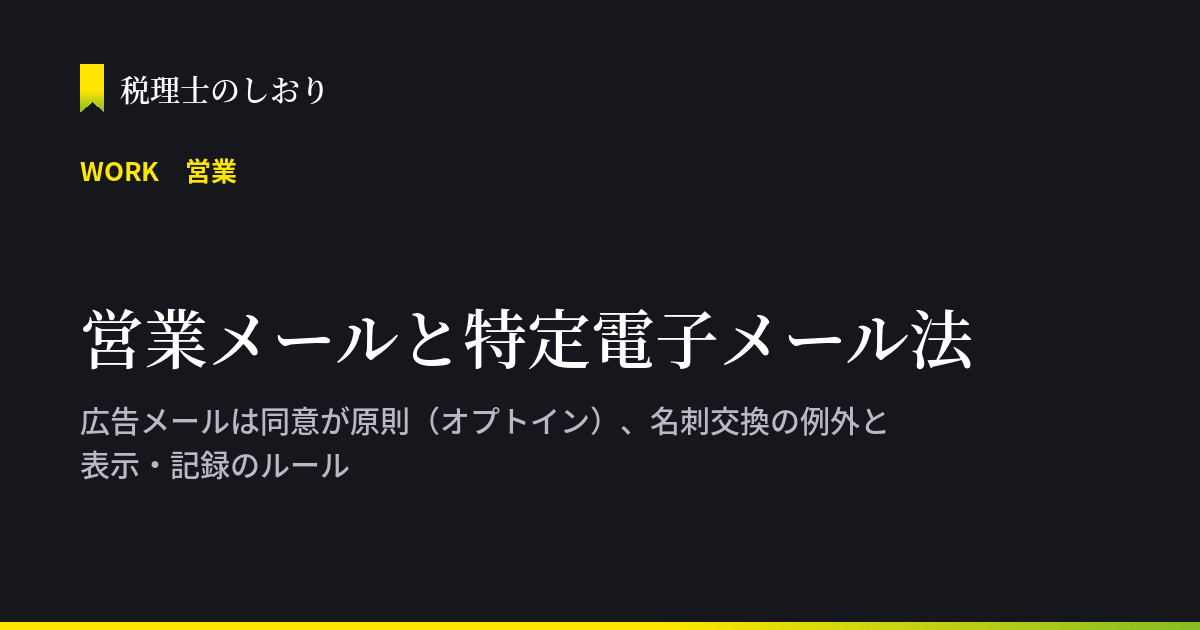 税理士のしおり
WORK 営業
営業メールと特定電子メール法
広告メールは同意が原則（オプトイン）、名刺交換の例外と
表示・記録のルール